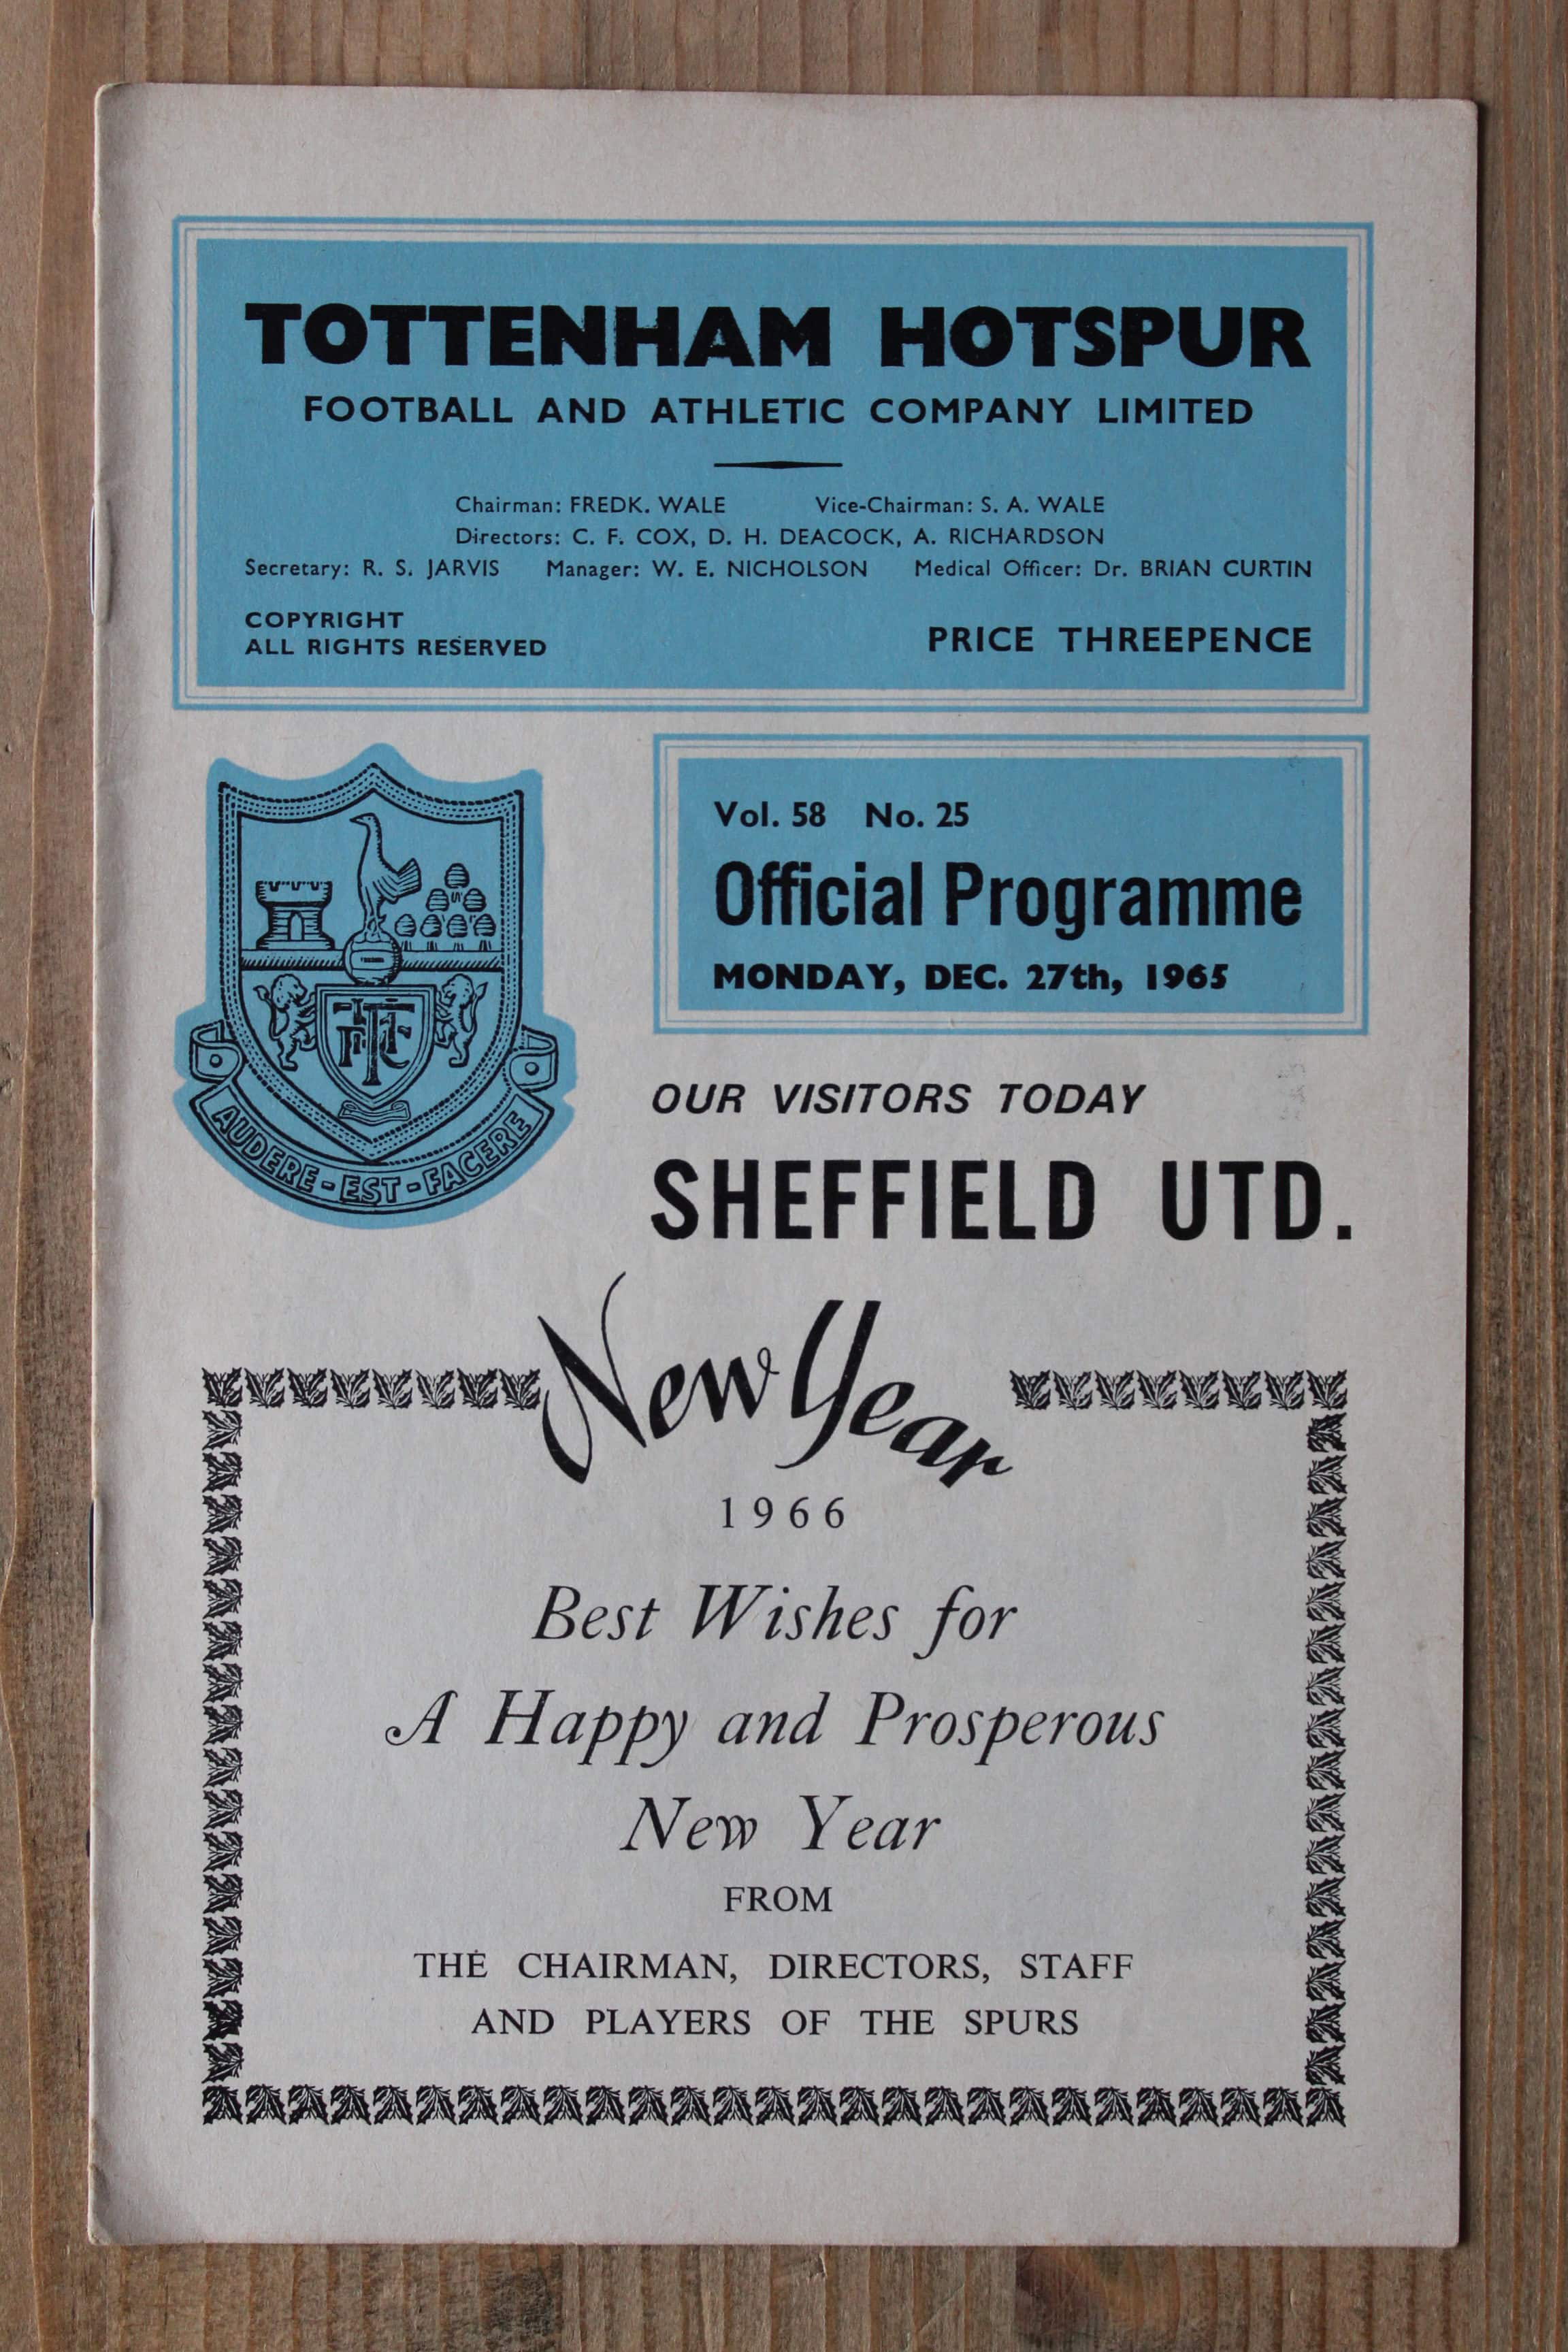 TOTTENHAM HOTSPUR
FOOTBALL AND ATHLETIC COMPANY LIMITED
Chairman: FREDK. WALE Vice-Chairman: S. A. WALE
Directors: C. F. COX, D. H. DEACOCK, A. RICHARDSON
Secretary: R. S. JARVIS Manager: W. E. NICHOLSON Medical Officer: Dr. BRIAN CURTIN
COPYRIGHT
ALL RIGHTS RESERVED
PRICE THREEPENCE
Vol. 58 No. 25
Official Programme
MONDAY, DEC. 27th, 1965
AUDERE-EST-FACERE
OUR VISITORS TODAY
SHEFFIELD UTD.
New Year
1966
Best Wishes for
A Happy and Prosperous
New Year
FROM
THE CHAIRMAN, DIRECTORS, STAFF
AND PLAYERS OF THE SPURS